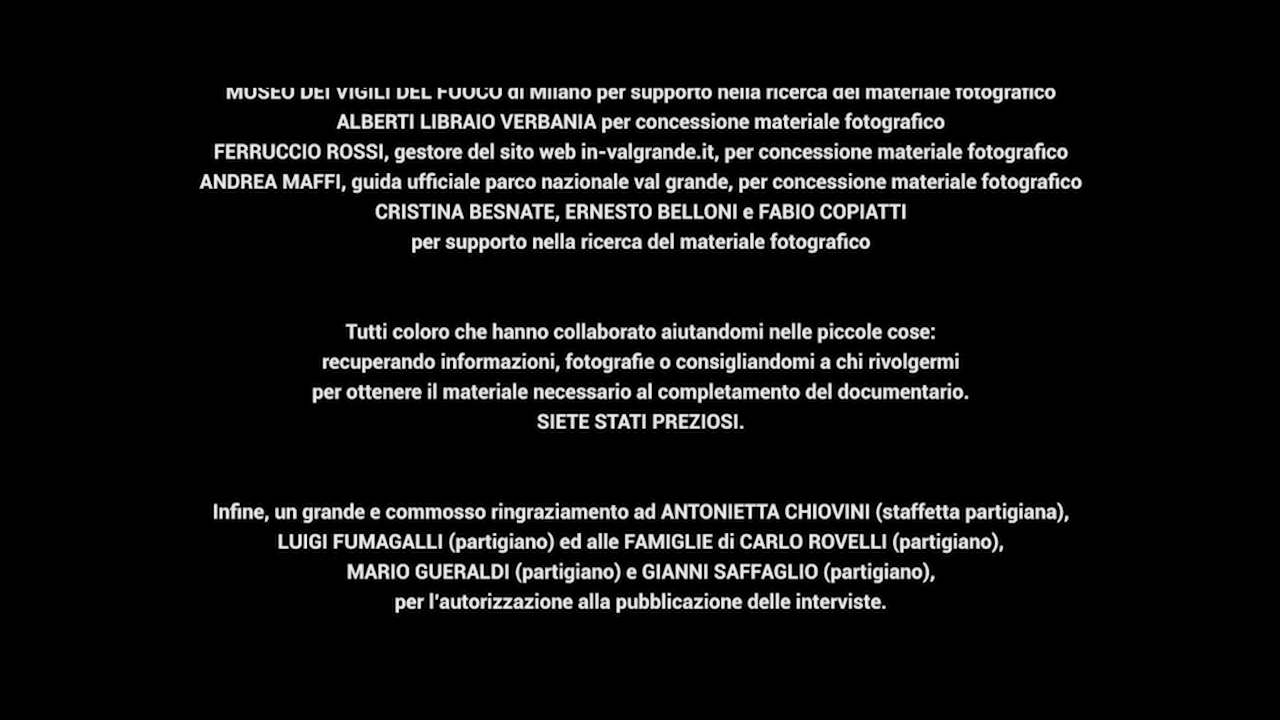 MUSEO DEI VIGILI DEL FUOCO di Milano per supporto nella ricerca del materiale fotografico
ALBERTI LIBRAIO VERBANIA per concessione materiale fotografico
FERRUCCIO ROSSI, gestore del sito web in-valgrande.it, per concessione materiale fotografico
ANDREA MAFFI, guida ufficiale parco nazionale val grande, per concessione materiale fotografico
CRISTINA BESNATE, ERNESTO BELLONI e FABIO COPIATTI
per supporto nella ricerca del materiale fotografico
Tutti coloro che hanno collaborato aiutandomi nelle piccole cose:
recuperando informazioni, fotografie o consigliandomi a chi rivolgermi
per ottenere il materiale necessario al completamento del documentario.
SIETE STATI PREZIOSI.
Infine, un grande e commosso ringraziamento ad ANTONIETTA CHIOVINI (staffetta partigiana),
LUIGI FUMAGALLI (partigiano) ed alle FAMIGLIE di CARLO ROVELLI (partigiano),
MARIO GUERALDI (partigiano) e GIANNI SAFFAGLIO (partigiano),
per l'autorizzazione alla pubblicazione delle interviste.